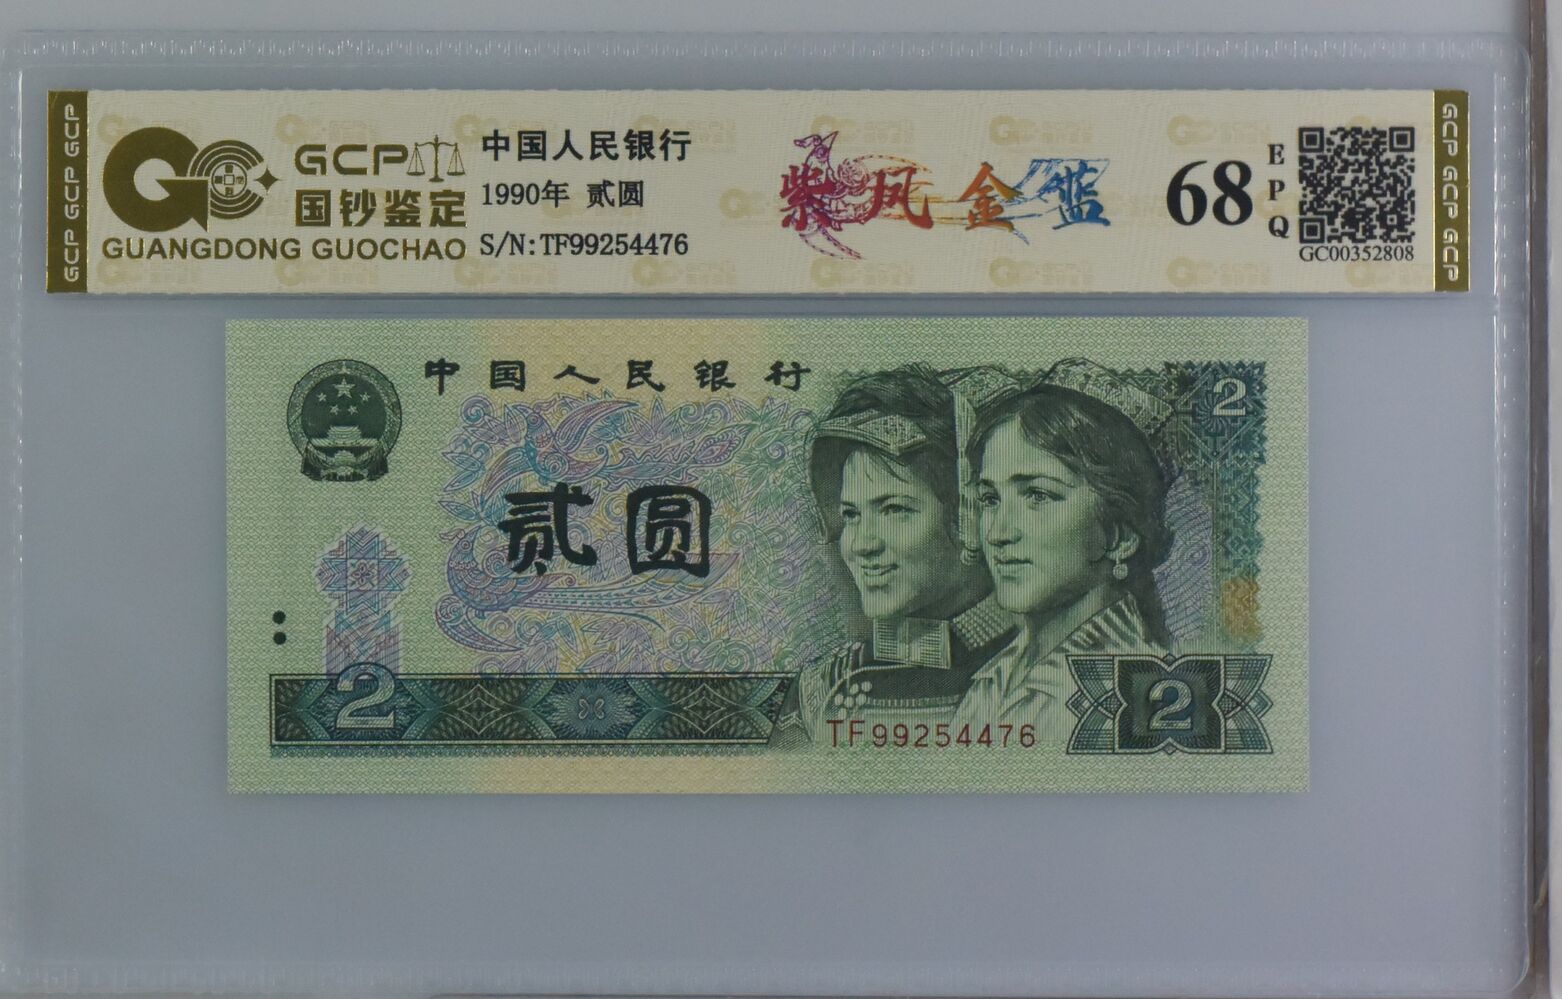 GCP GCP GCP
GCP
国钞鉴定
GUANGDONG GUOCHAO
中国人民银行
1990年 贰圆
S/N:TF99254476
紫凤金蓝
68
EPQ
GC00352808
GCP GCP GCP
中国人民银行
2
贰圆
2
TF99254476
2